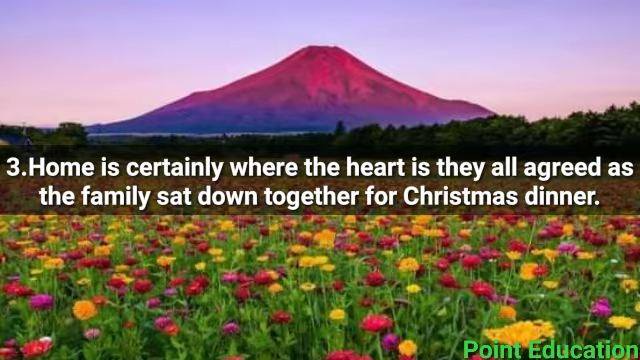 3.Home is certainly where the heart is they all agreed as
the family sat down together for Christmas dinner.
Point Education